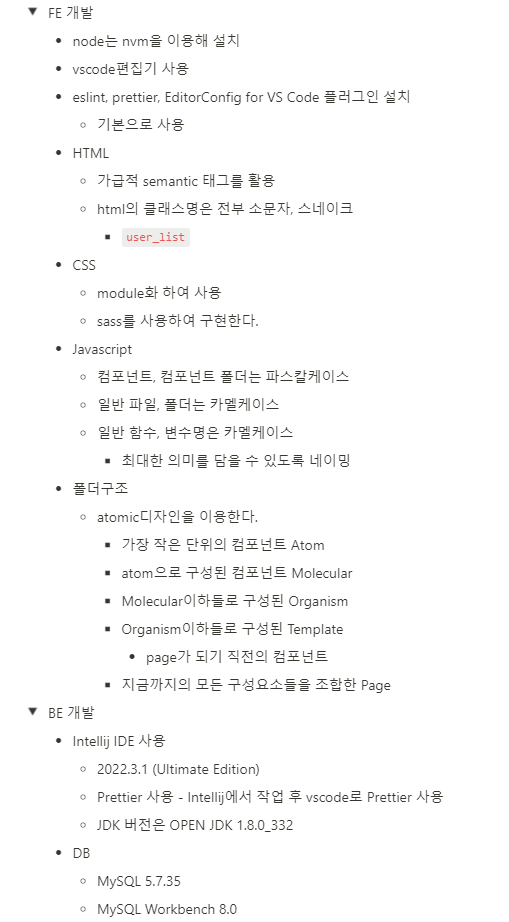 FE 개발
node는 nvm을 이용해 설치
vscode편집기 사용
eslint, prettier, EditorConfig for VS Code 플러그인 설치
기본으로 사용
HTML
가급적 semantic 태그를 활용
html의 클래스명은 전부 소문자, 스네이크
user_list
CSS
module화 하여 사용
sass를 사용하여 구현한다.
Javascript
컴포넌트, 컴포넌트 폴더는 파스칼케이스
일반 파일, 폴더는 카멜케이스
일반 함수, 변수명은 카멜케이스
최대한 의미를 담을 수 있도록 네이밍
폴더구조
atomic디자인을 이용한다.
가장 작은 단위의 컴포넌트 Atom
atom으로 구성된 컴포넌트 Molecular
Molecular이하들로 구성된 Organism
Organism이하들로 구성된 Template
page가 되기 직전의 컴포넌트
지금까지의 모든 구성요소들을 조합한 Page
BE 개발
Intellij IDE 사용
2022.3.1 (Ultimate Edition)
Prettier 사용 - Intellij에서 작업 후 vscode로 Prettier 사용
JDK 버전은 OPEN JDK 1.8.0_332
DB
MySQL 5.7.35
MySQL Workbench 8.0